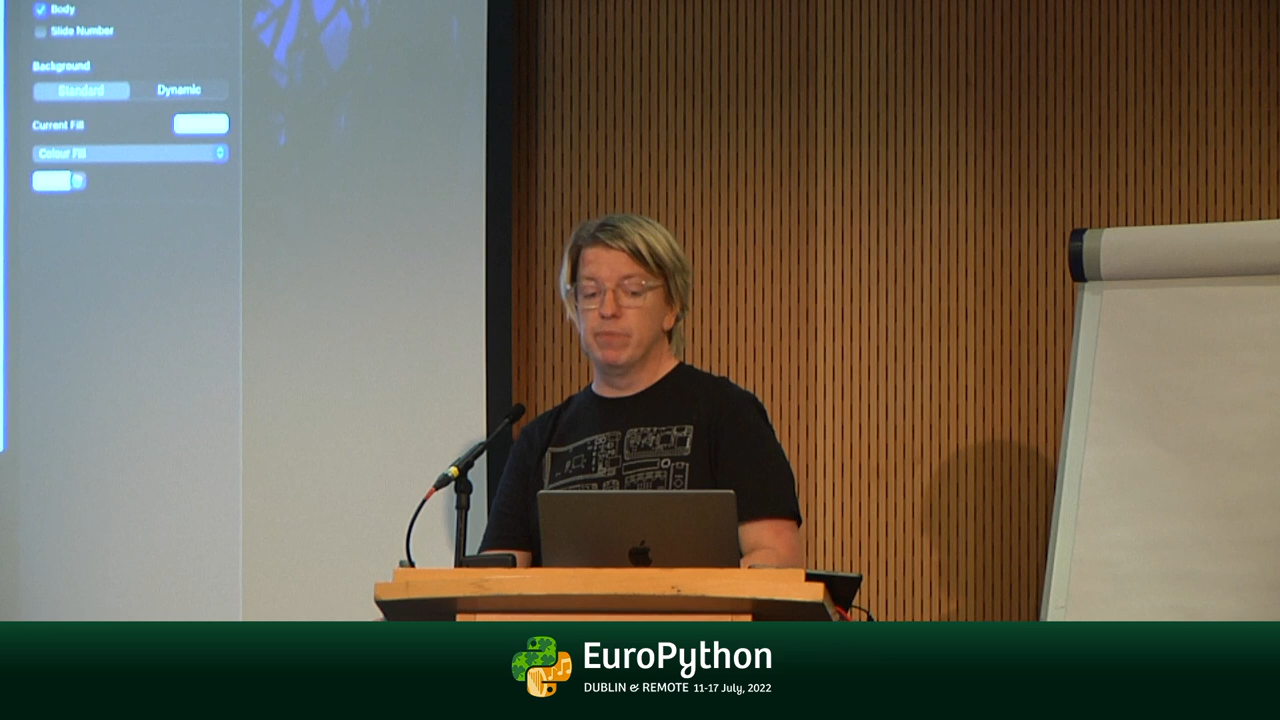 Body
Slide Number
Background
Standard
Dynamic
Current Fill
Colour Fill
EuroPython
DUBLIN & REMOTE 11-17 July, 2022